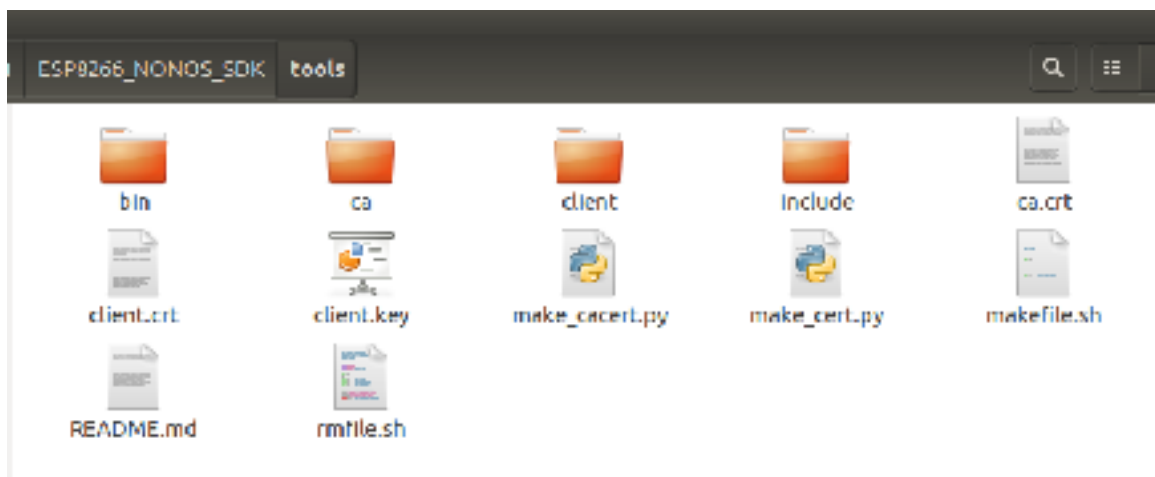 ESP8266_NONOS_SDK tools
bin ca client include ca.crt
client.crt client.key make_cacert.py make_cert.py makefile.sh
README.md rmfile.sh